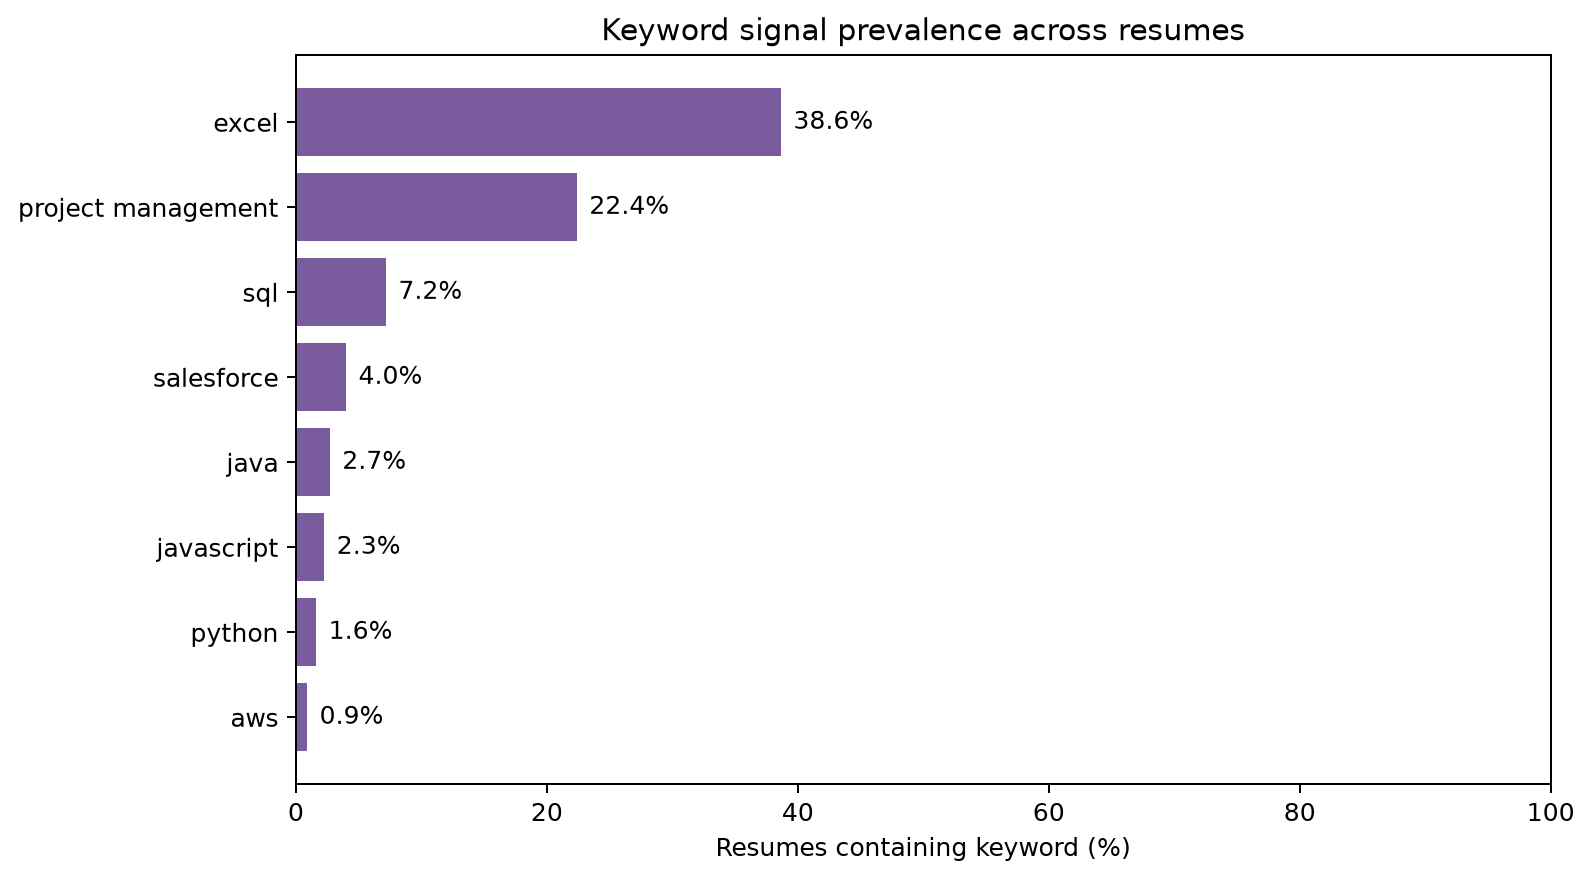 Keyword signal prevalence across resumes
excel 38.6%
project management 22.4%
sql 7.2%
salesforce 4.0%
java 2.7%
javascript 2.3%
python 1.6%
aws 0.9%
0 20 40 60 80 100
Resumes containing keyword (%)